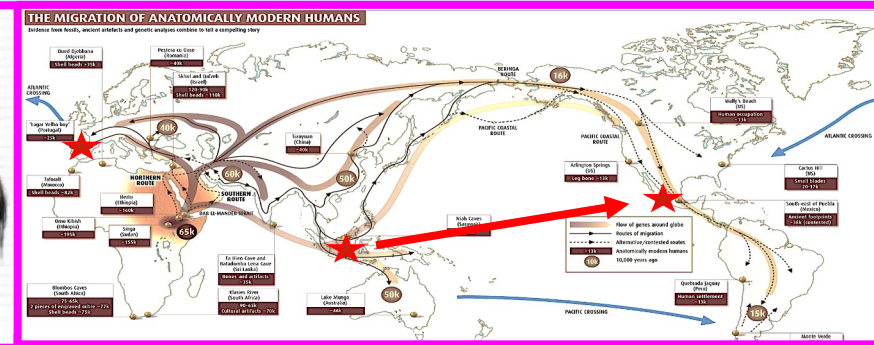 THE MIGRATION OF ANATOMICALLY MODERN HUMANS
Evidence from fossils, ancient artefacts and genetic analyses combine to tell a compelling story
Oued Djebbana
(Algeria)
Shell beads ~35k
Peştera cu Oase
(Romania)
~40k
Skhul and Qafzeh
(Israel)
120-90k
Shell beads ~110k
ATLANTIC
CROSSING
'Lagar Velho boy'
(Portugal)
~25k
40k
Tianyuan
(China)
~40k
BERINGIA
ROUTE
16k
PACIFIC COASTAL
ROUTE
PACIFIC COASTAL
ROUTE
(US)
Human occupation
~13k
ATLANTIC CROSSING
Arlington Springs
(US)
Leg bone ~13k
Cactus Hill
(US)
Small blades
20-17k
Taforalt
(Morocco)
Shell beads ~82k
NORTHERN
ROUTE
60k
50k
SOUTHERN
ROUTE
Herto
(Ethiopia)
~160k
BAB EL-MANDEB STRAIT
Omo Kibish
(Ethiopia)
~195k
Singa
(Sudan)
~155k
65k
Niah Caves
South-east of Puebla
(Mexico)
Ancient footprints
~38k (contested)
Flow of genes around globe
Routes of migration
Alternative/contested routes
~13k
Anatomically modern humans
10k
10,000 years ago
Fa Hien Cave and
Batadomba Lena Cave
(Sri Lanka)
Bones and artifacts
~35k
Blombos Caves
(South Africa)
75-65k
2 pieces of engraved ochre ~77k
Shell beads ~75k
Klasies River
(South Africa)
90-65k
Cultural artefacts ~70k
Lake Mungo
(Australia)
~46k
50k
PACIFIC CROSSING
Quebrada Jaguay
(Peru)
Human settlement
~13k
15k
Monte Verde